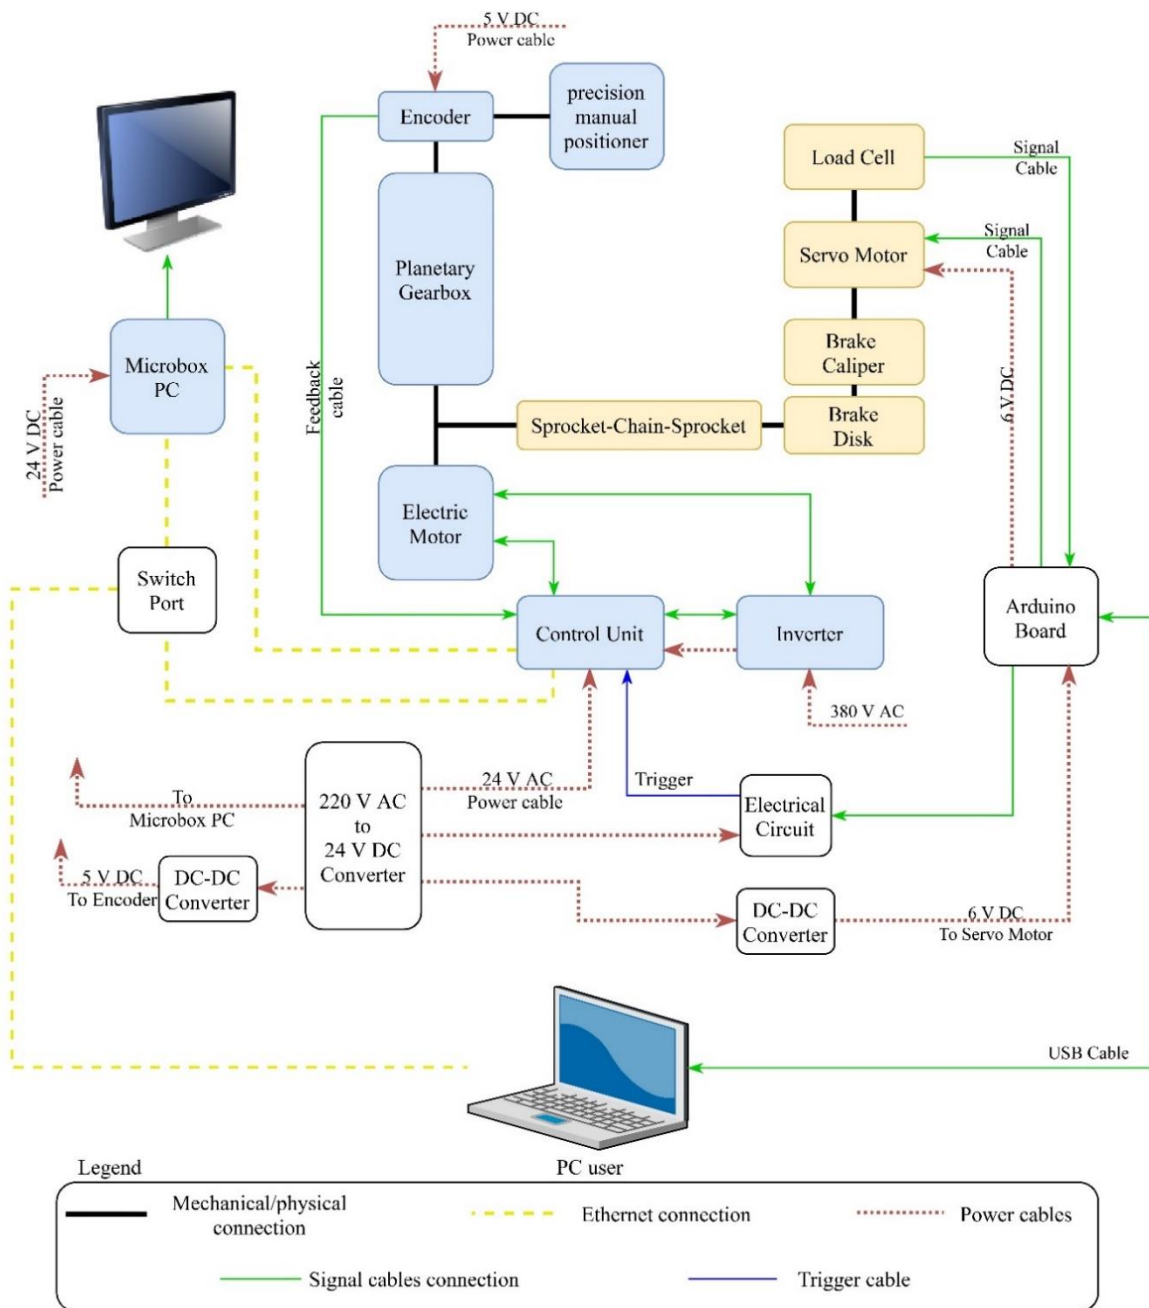 5 V DC
Power cable
Encoder
precision
manual
positioner
Load Cell
Signal
Cable
Planetary
Gearbox
Servo Motor
Signal
Cable
Microbox
PC
24 V DC
Power cable
Feedback
cable
Brake
Caliper
Sprocket-Chain-Sprocket
Brake
Disk
6 V DC
Electric
Motor
Switch
Port
Control Unit
Inverter
Arduino
Board
380 V AC
To
Microbox PC
220 V AC
to
24 V DC
Converter
24 V AC
Power cable
Trigger
Electrical
Circuit
5 V DC
To Encoder
DC-DC
Converter
DC-DC
Converter
6 V DC
To Servo Motor
USB Cable
PC user
Legend
Mechanical/physical
connection
Ethernet connection
Power cables
Signal cables connection
Trigger cable